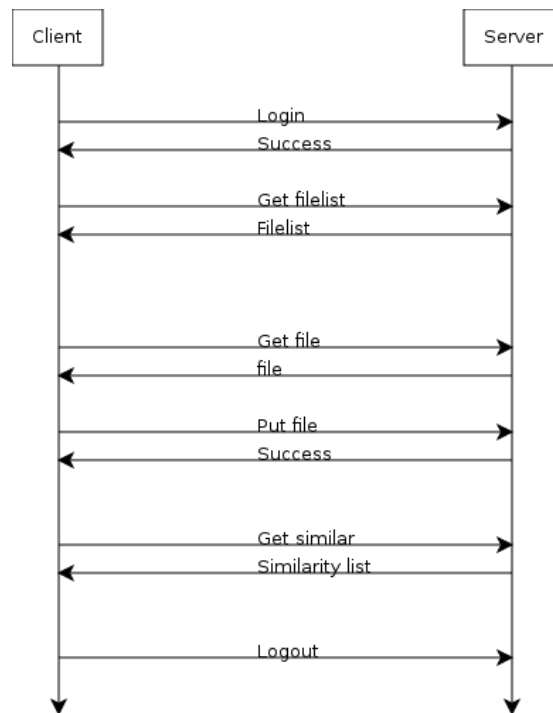 Client
Server
Login
Success
Get filelist
Filelist
Get file
file
Put file
Success
Get similar
Similarity list
Logout